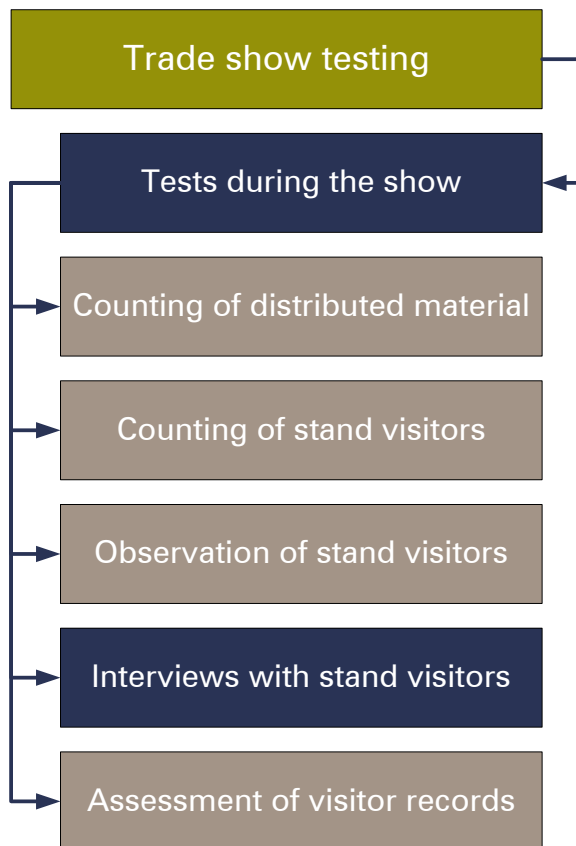 Trade show testing
Tests during the show
Counting of distributed material
Counting of stand visitors
Observation of stand visitors
Interviews with stand visitors
Assessment of visitor records